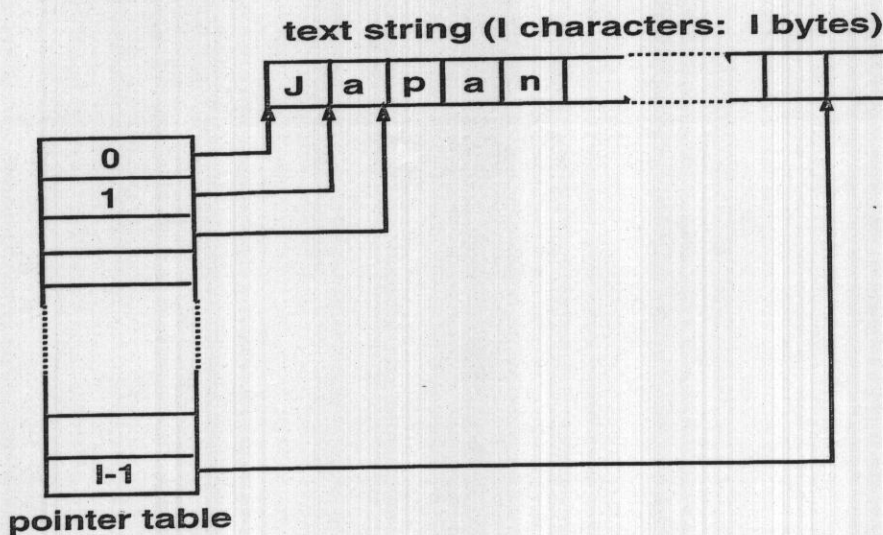 text string (l characters: l bytes)
J a p a n
0
1
l-1
pointer table